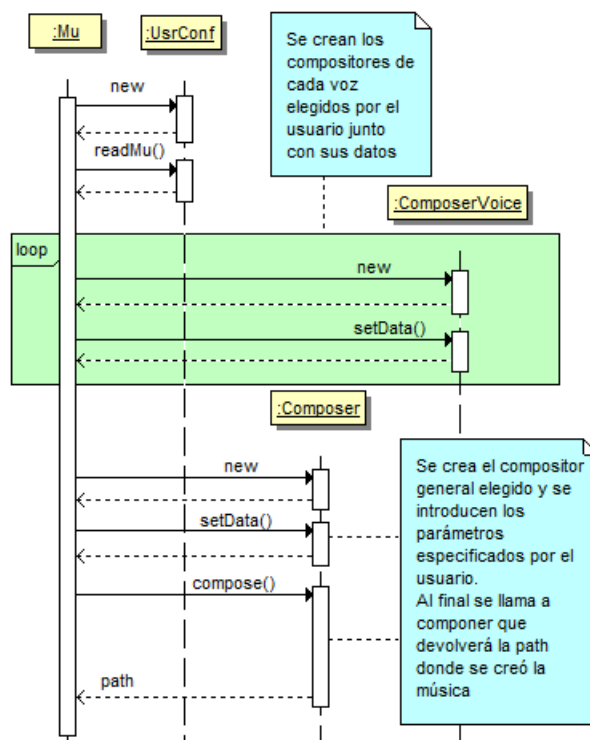 :Mu
:UsrConf
Se crean los
compositores de
cada voz
elegidos por el
usuario junto
con sus datos
new
readMu()
:ComposerVoice
loop
new
setData()
:Composer
new
setData()
compose()
path
Se crea el compositor
general elegido y se
introducen los
parámetros
especificados por el
usuario.
Al final se llama a
componer que
devolverá la path
donde se creó la
música